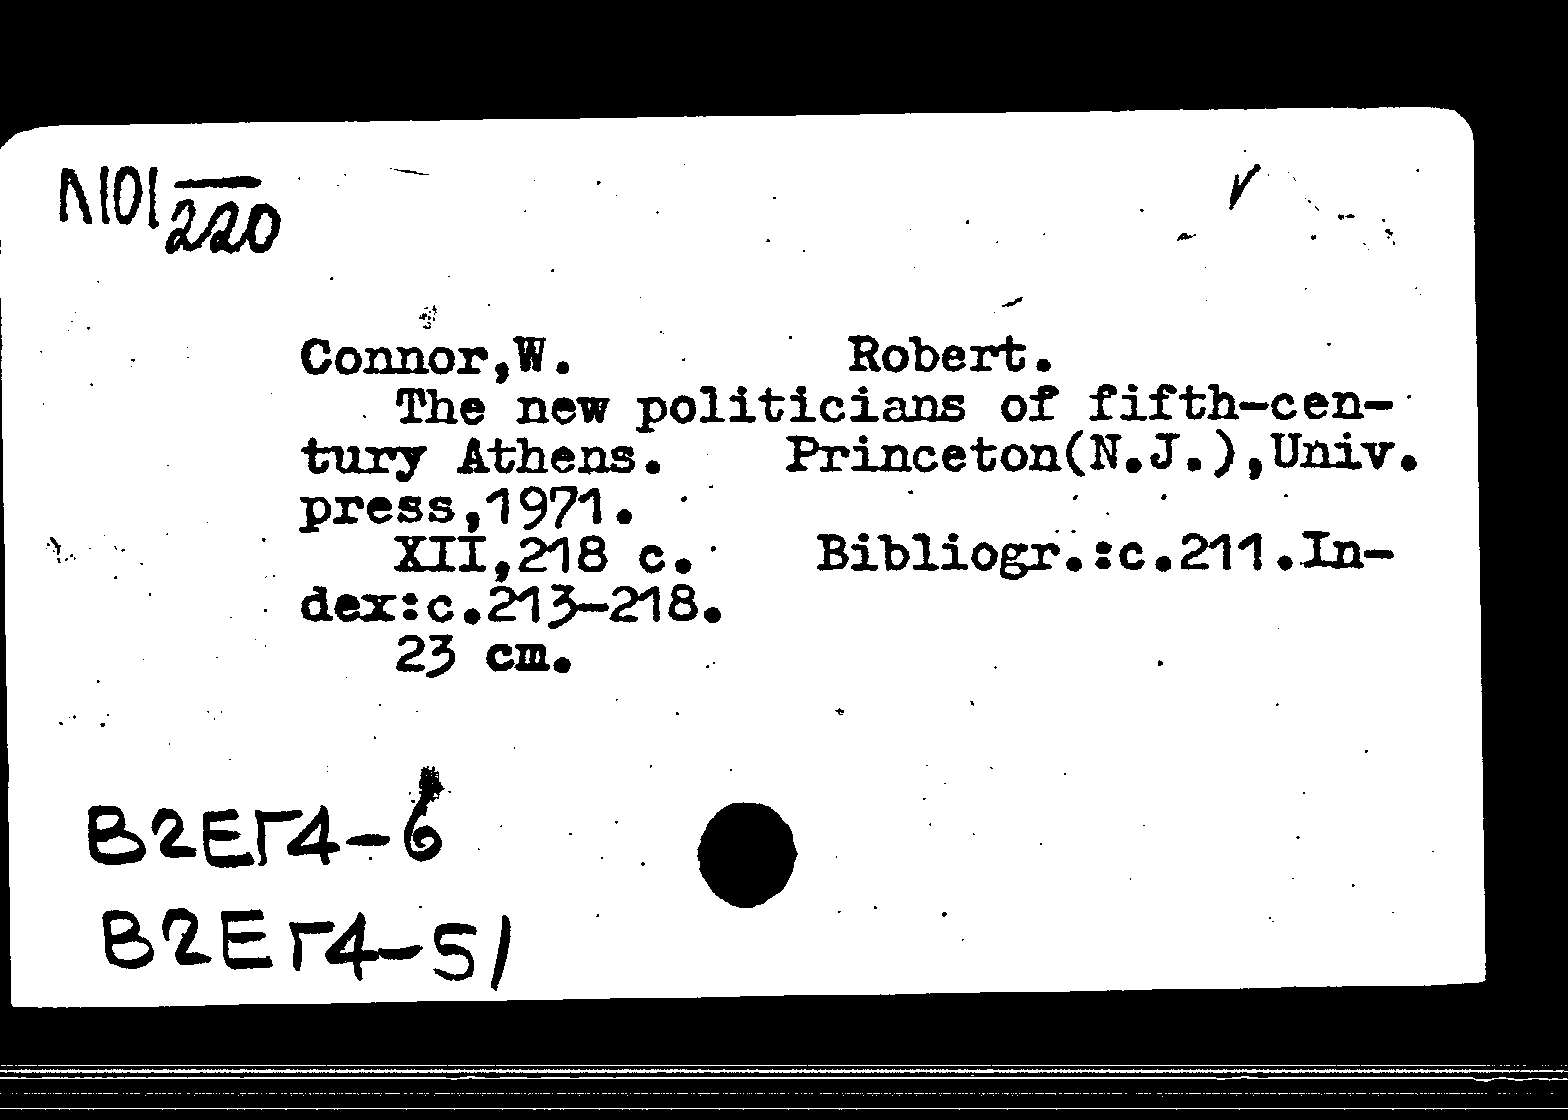 Л101 220
Connor,W. Robert.
The new politicians of fifth-cen-
tury Athens. Princeton(N.J.),Univ.
press,1971.
XII,218 c. Bibliogr.:c.211.In-
dex:c.213-218.
23 cm.
В2ЕГ4-6
В2ЕГ4-51